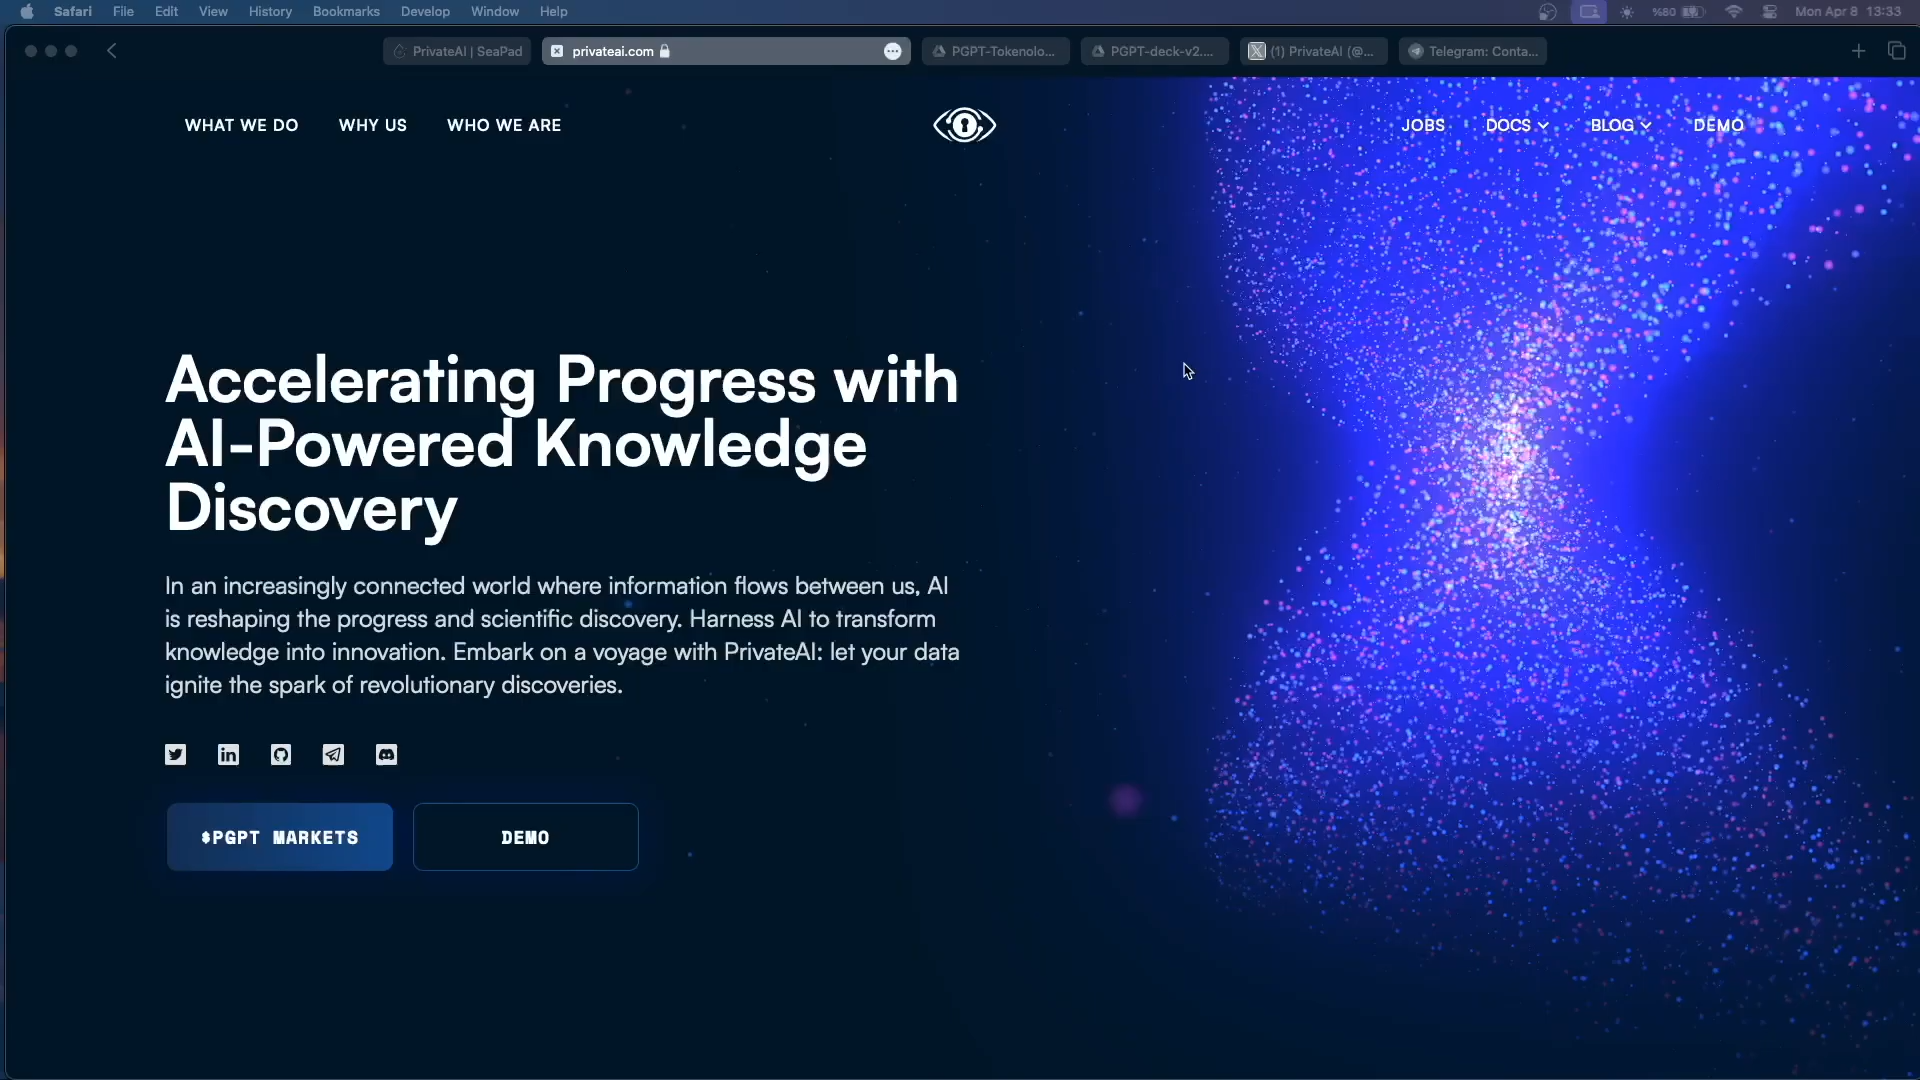 Safari File Edit View History Bookmarks Develop Window Help %60 Mon Apr 8 13:33
PrivateAI | SeaPad privateai.com PGPT-Tokenolo... PGPT-deck-v2.... (1) PrivateAI (@... Telegram: Conta...
WHAT WE DO WHY US WHO WE ARE JOBS DOCS BLOG DEMO
Accelerating Progress with
AI-Powered Knowledge
Discovery
In an increasingly connected world where information flows between us, AI
is reshaping the progress and scientific discovery. Harness AI to transform
knowledge into innovation. Embark on a voyage with PrivateAI: let your data
ignite the spark of revolutionary discoveries.
$PGPT MARKETS DEMO